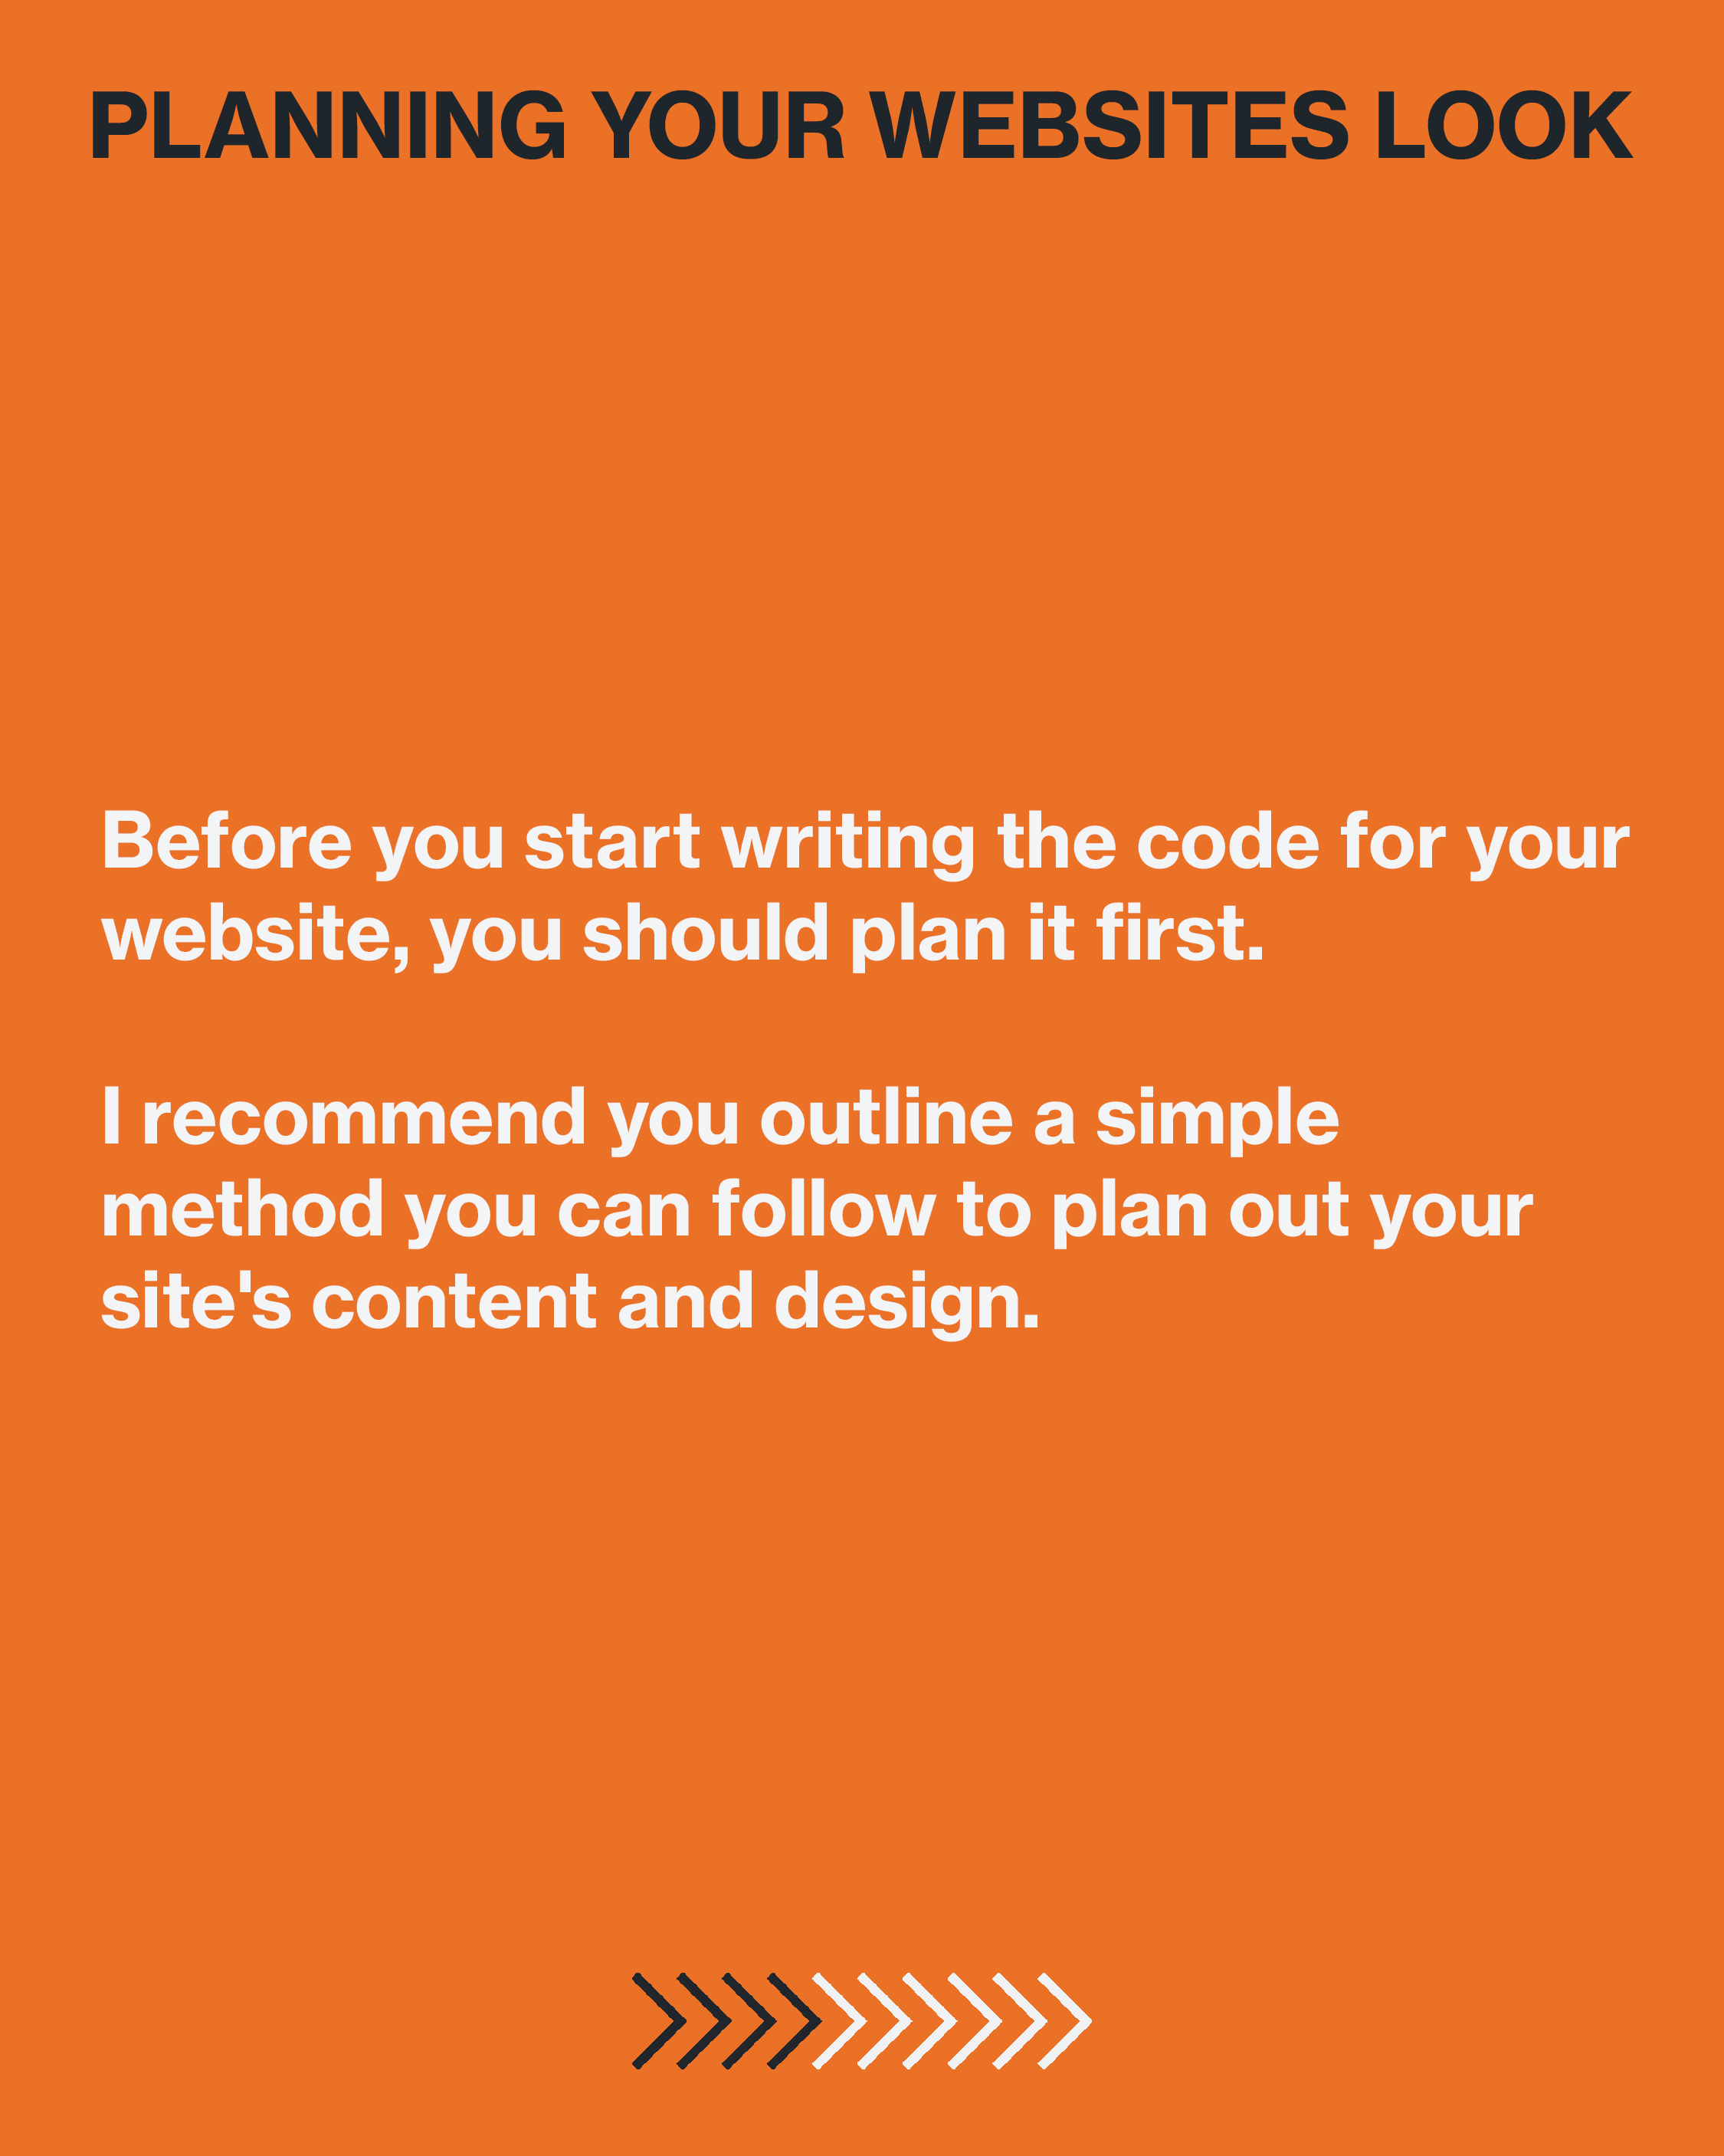 PLANNING YOUR WEBSITES LOOK
Before you start writing the code for your
website, you should plan it first.
I recommend you outline a simple
method you can follow to plan out your
site's content and design.